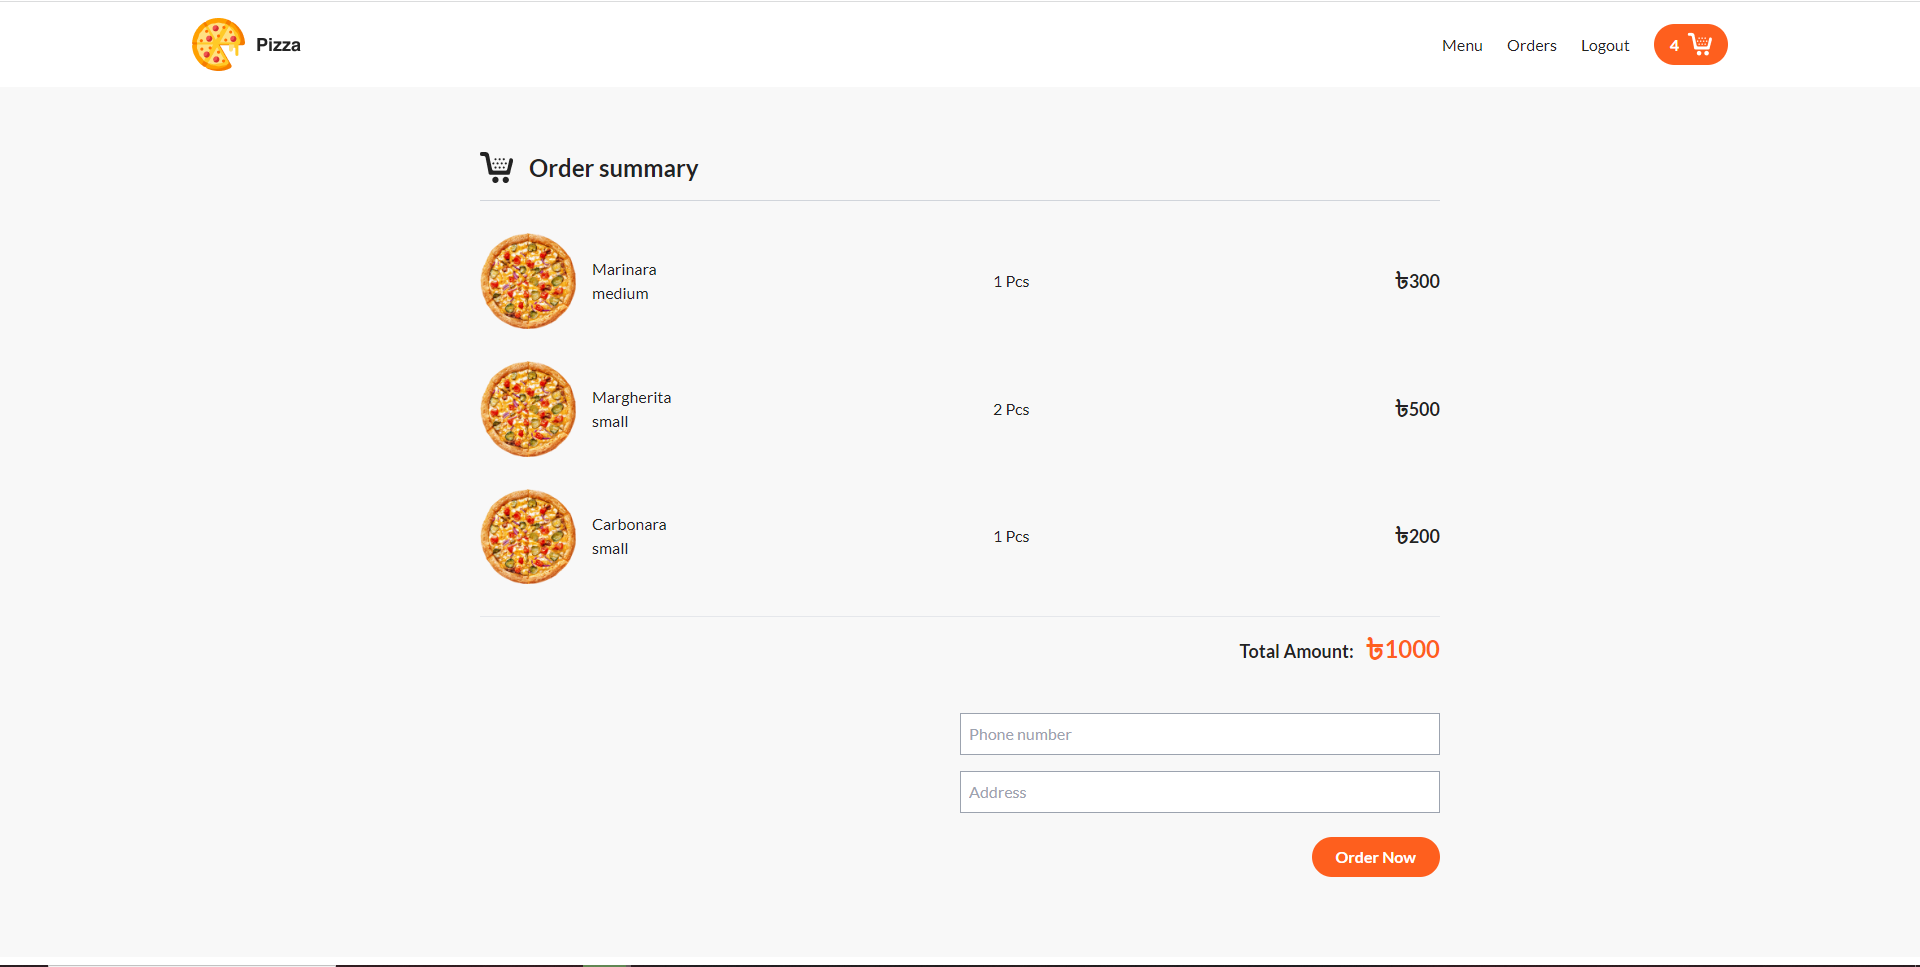 Pizza
Menu Orders Logout 4
Order summary
Marinara
medium
1 Pcs
৳300
Margherita
small
2 Pcs
৳500
Carbonara
small
1 Pcs
৳200
Total Amount: ৳1000
Phone number
Address
Order Now